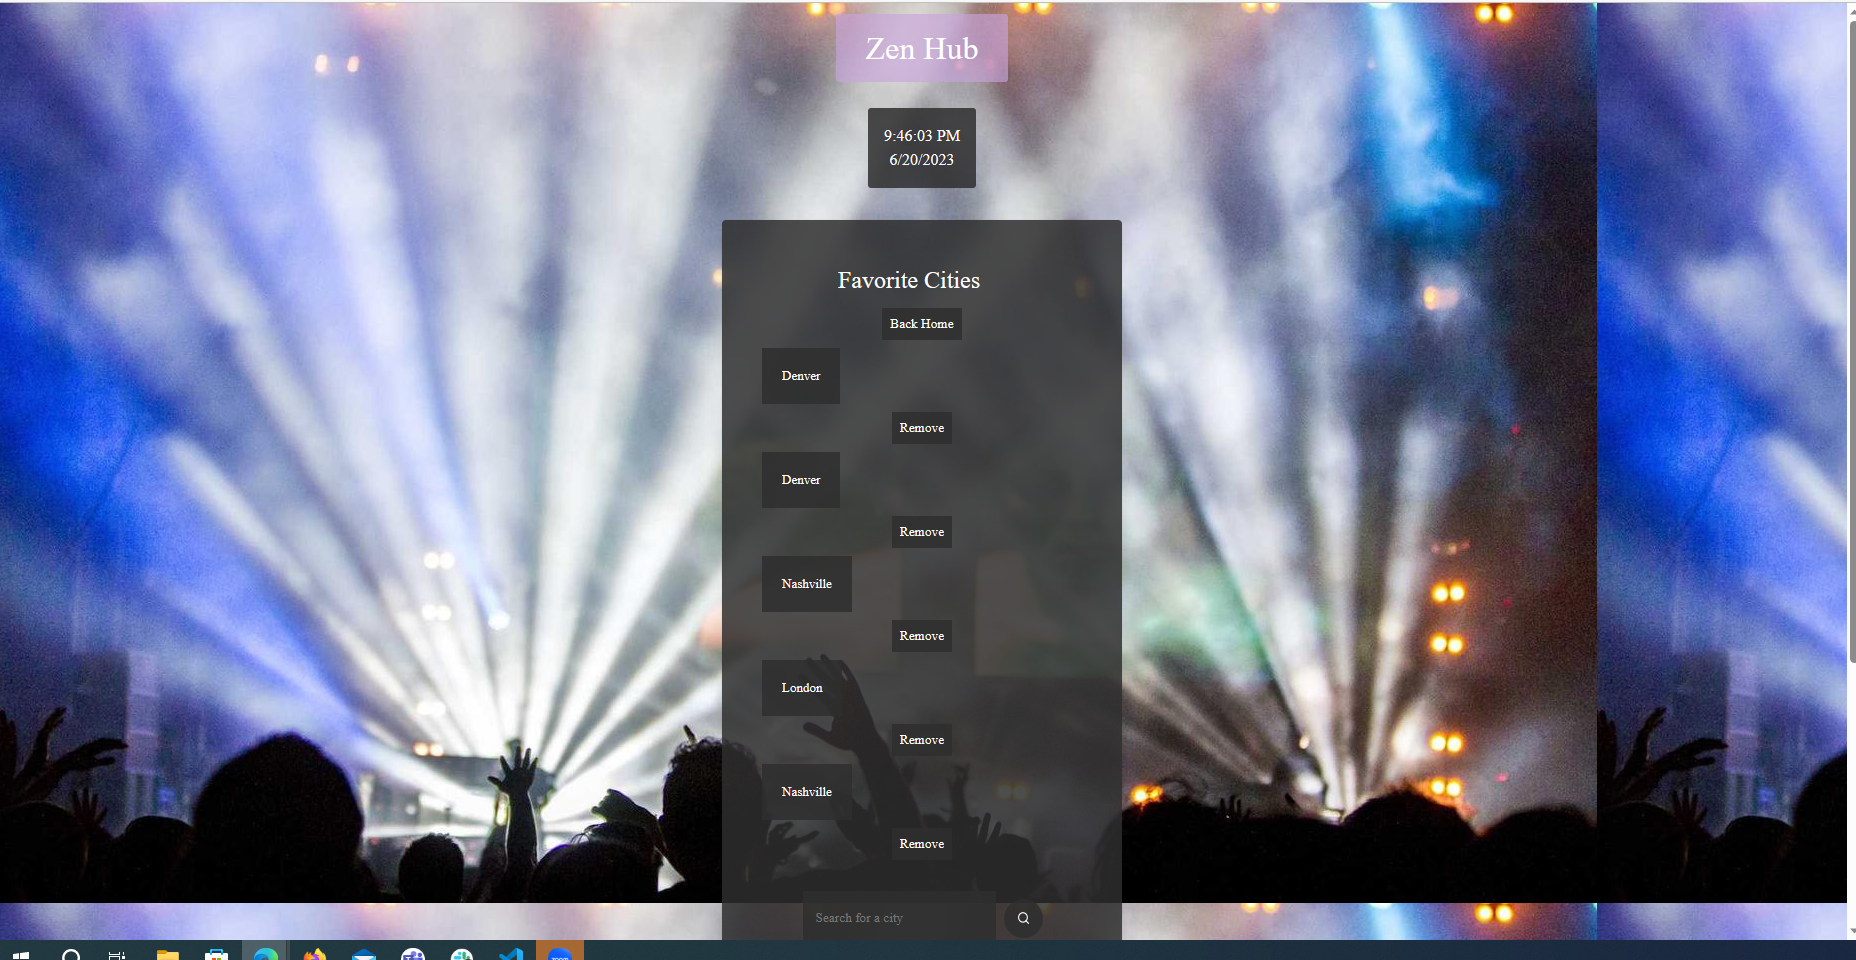 Zen Hub
9:46:03 PM
6/20/2023
Favorite Cities
Back Home
Denver
Remove
Denver
Remove
Nashville
Remove
London
Remove
Nashville
Remove
Search for a city